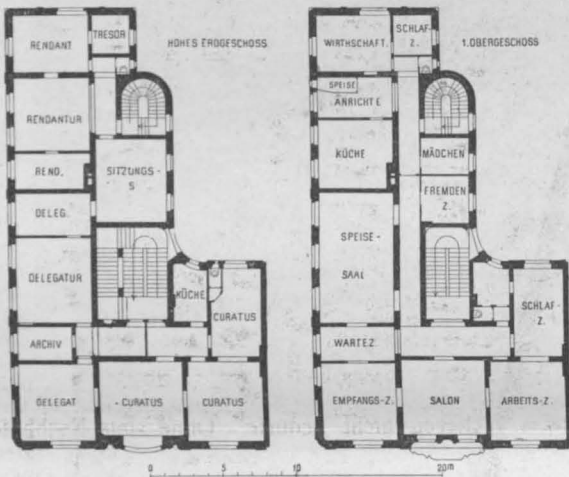 HOHES ERDGESCHOSS
RENDANT
TRESOR
RENDANTUR
REND.
SITZUNGS-
S
DELEG.
DELEGATUR
KÜCHE
CURATUS
ARCHIV
DELEGAT
-CURATUS
CURATUS
1.OBERGESCHOSS
WIRTHSCHAFT.
SCHLAF-
Z.
SPEISE
ANRICHTE
KÜCHE
MÄDCHEN
FREMDEN
Z.
SPEISE-
SAAL
SCHLAF-
Z.
WARTEZ.
EMPFANGS-Z.
SALON
ARBEITS-Z.
0 5 10 20m